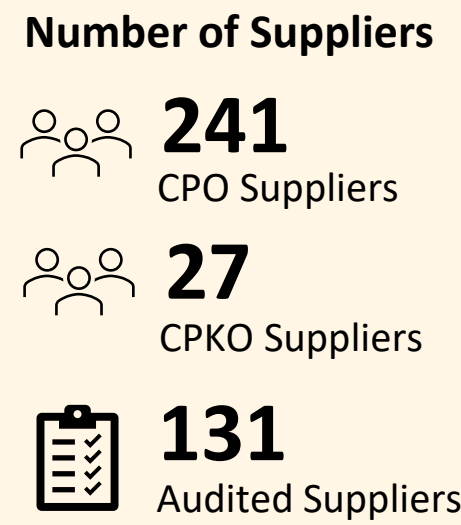 Number of Suppliers
241
CPO Suppliers
27
CPKO Suppliers
131
Audited Suppliers